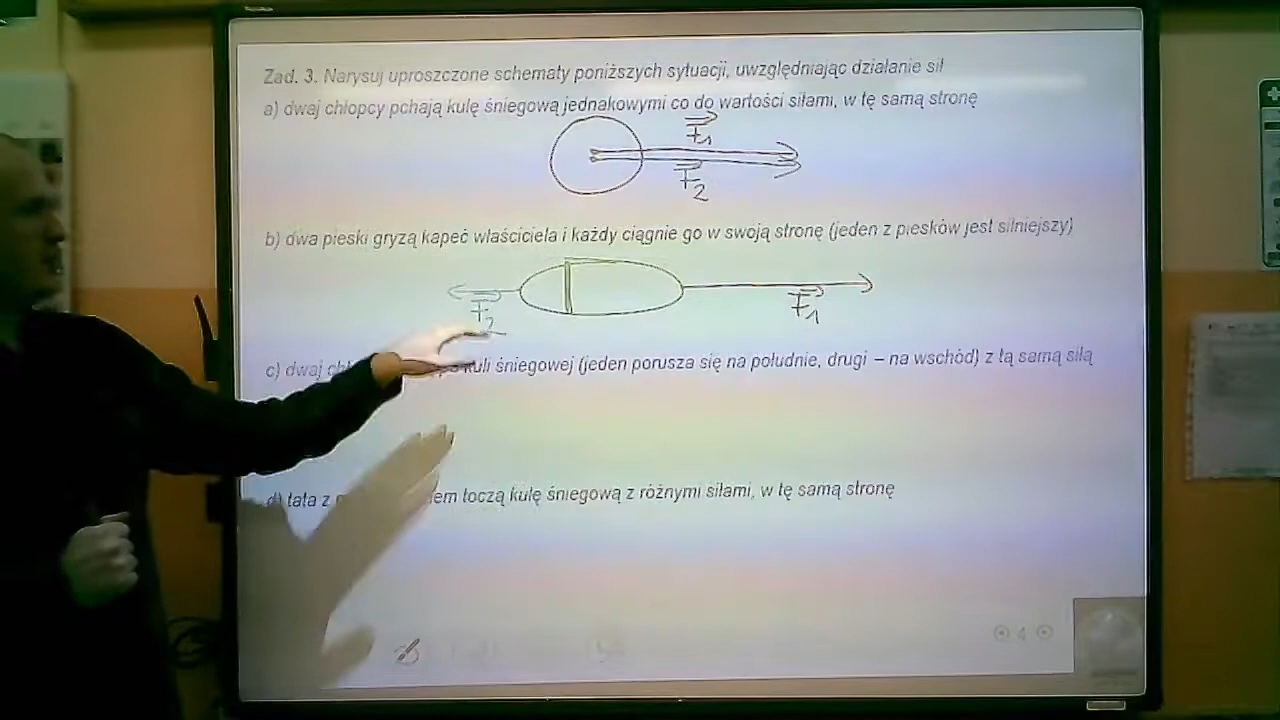 Zad. 3. Narysuj uproszczone schematy poniższych sytuacji, uwzględniając działanie sił
a) dwaj chłopcy pchają kulę śniegową jednakowymi co do wartości siłami, w tę samą stronę
F1
F2
b) dwa pieski gryzą kapeć właściciela i każdy ciągnie go w swoją stronę (jeden z piesków jest silniejszy)
F2
F1
c) dwaj kuli śniegowej (jeden porusza się na południe, drugi – na wschód) z tą samą siłą
d) tata z toczą kulę śniegową z różnymi siłami, w tę samą stronę
4